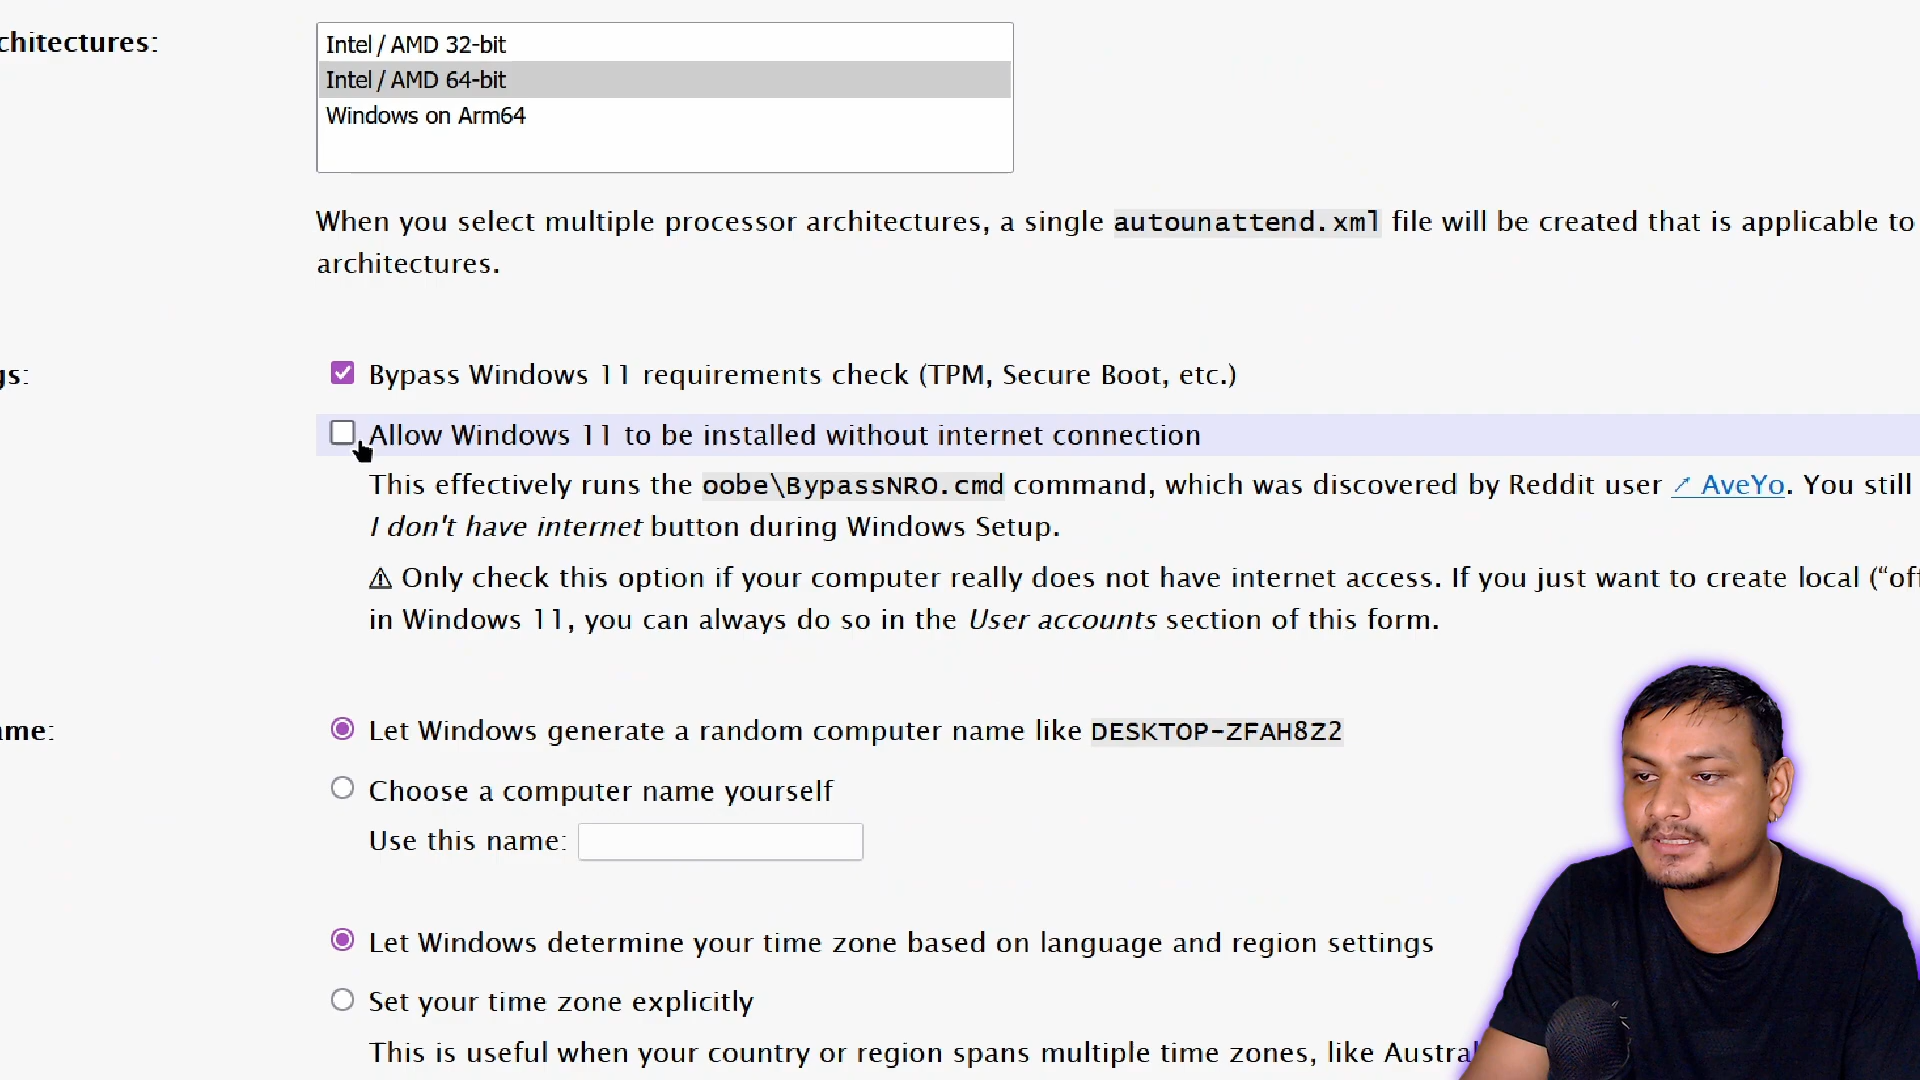 chitectures:
Intel / AMD 32-bit
Intel / AMD 64-bit
Windows on Arm64
When you select multiple processor architectures, a single autounattend.xml file will be created that is applicable to
architectures.
gs:
Bypass Windows 11 requirements check (TPM, Secure Boot, etc.)
Allow Windows 11 to be installed without internet connection
This effectively runs the oobe\BypassNRO.cmd command, which was discovered by Reddit user AveYo. You still
I don't have internet button during Windows Setup.
⚠ Only check this option if your computer really does not have internet access. If you just want to create local (“off
in Windows 11, you can always do so in the User accounts section of this form.
ame:
Let Windows generate a random computer name like DESKTOP-ZFAH8Z2
Choose a computer name yourself
Use this name:
Let Windows determine your time zone based on language and region settings
Set your time zone explicitly
This is useful when your country or region spans multiple time zones, like Austral